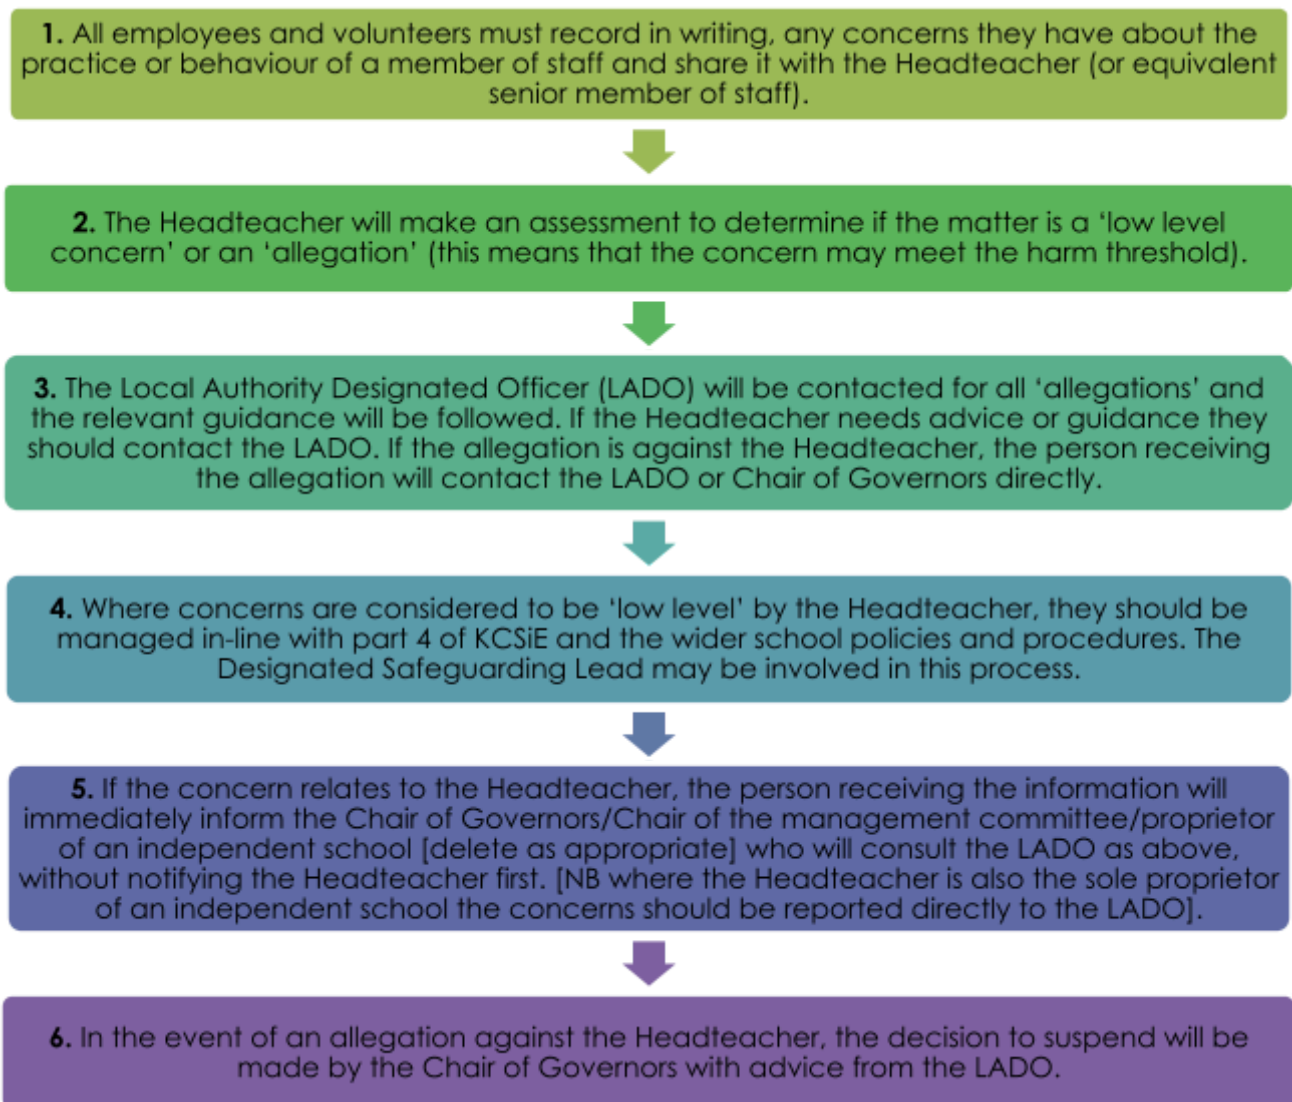 1. All employees and volunteers must record in writing, any concerns they have about the
practice or behaviour of a member of staff and share it with the Headteacher (or equivalent
senior member of staff).
2. The Headteacher will make an assessment to determine if the matter is a ‘low level
concern’ or an ‘allegation’ (this means that the concern may meet the harm threshold).
3. The Local Authority Designated Officer (LADO) will be contacted for all ‘allegations’ and
the relevant guidance will be followed. If the Headteacher needs advice or guidance they
should contact the LADO. If the allegation is against the Headteacher, the person receiving
the allegation will contact the LADO or Chair of Governors directly.
4. Where concerns are considered to be ‘low level’ by the Headteacher, they should be
managed in-line with part 4 of KCSiE and the wider school policies and procedures. The
Designated Safeguarding Lead may be involved in this process.
5. If the concern relates to the Headteacher, the person receiving the information will
immediately inform the Chair of Governors/Chair of the management committee/proprietor
of an independent school [delete as appropriate] who will consult the LADO as above,
without notifying the Headteacher first. [NB where the Headteacher is also the sole proprietor
of an independent school the concerns should be reported directly to the LADO].
6. In the event of an allegation against the Headteacher, the decision to suspend will be
made by the Chair of Governors with advice from the LADO.